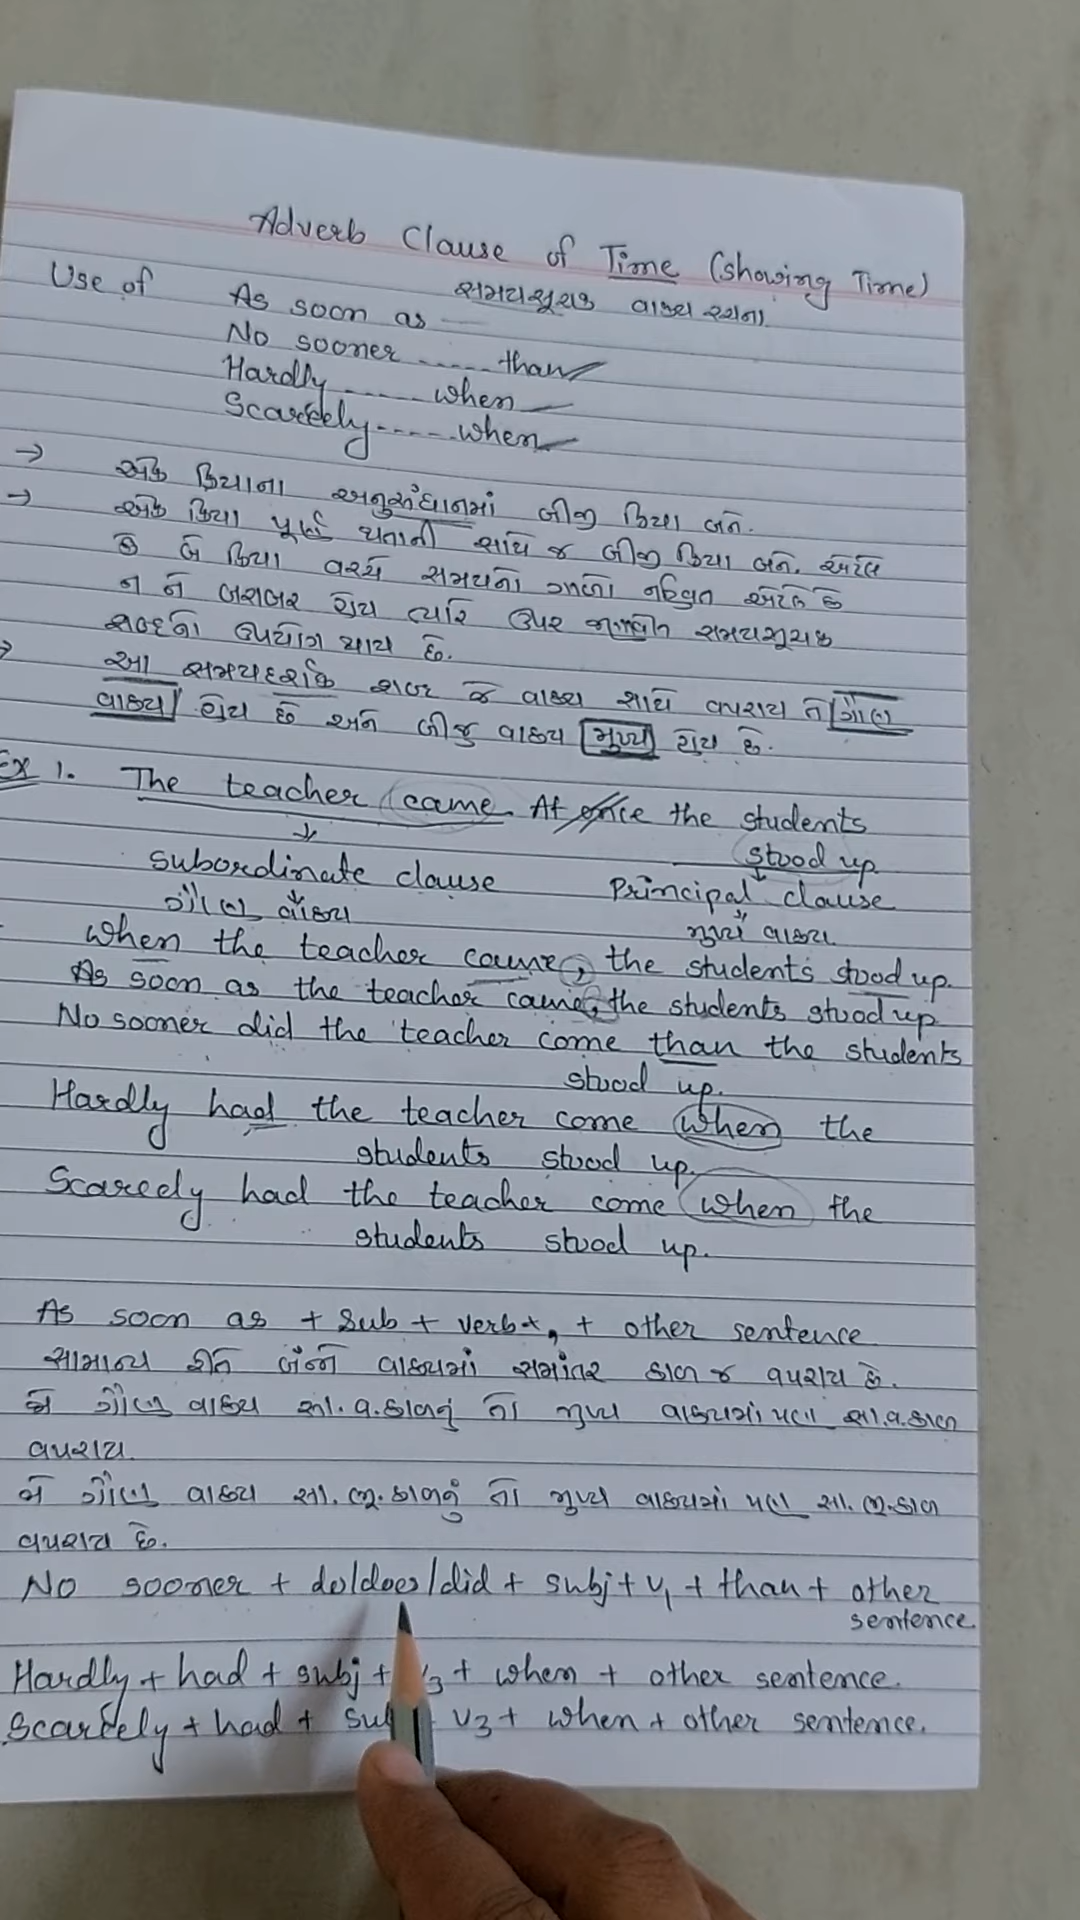 Adverb Clause of Time (showing Time)
સમયસૂચક વાક્ય રચના
Use of As soon as —
No sooner ...... than
Hardly ...... when
Scarcely ..... when
→ એક ક્રિયાના અનુસંધાનમાં બીજી ક્રિયા બને.
→ એક ક્રિયા પૂર્ણ થતાની સાથે જ બીજી ક્રિયા બને. એટલે
કે બે ક્રિયા વચ્ચે સમયનો ગાળો નહિવત એટલે કે
ન ને બરાબર હોય ત્યારે ઉપર મુજબના સમયસૂચક
શબ્દનો ઉપયોગ થાય છે.
→ આ સમયદર્શક શબ્દ જે વાક્ય સાથે વપરાય તે ગૌણ
વાક્ય હોય છે અને બીજુ વાક્ય મુખ્ય હોય છે.
Ex 1. The teacher came. At once the students
stood up.
subordinate clause Principal clause
ગૌણ વાક્ય મુખ્ય વાક્ય
When the teacher came, the students stood up.
As soon as the teacher came, the students stood up
No sooner did the teacher come than the students
stood up.
Hardly had the teacher come when the
students stood up.
Scarecly had the teacher come when the
students stood up.
As soon as + Sub + verb+, + other sentence
સામાન્ય રીતે બંન્ને વાક્યમાં સમાંતર કાળ જ વપરાય છે.
જો ગૌણ વાક્ય સા. વ. કાળનું તો મુખ્ય વાક્યમાં પણ સા.વ.કાળ
વપરાય.
જો ગૌણ વાક્ય સા. ભૂ. કાળનું તો મુખ્ય વાક્યમાં પણ સા. ભૂ.કાળ
વપરાય છે.
No sooner + do/does/did + subj + V1 + than + other
sentence
Hardly + had + subj + V3 + when + other sentence.
Scarcely + had + sub + V3 + when + other sentence.